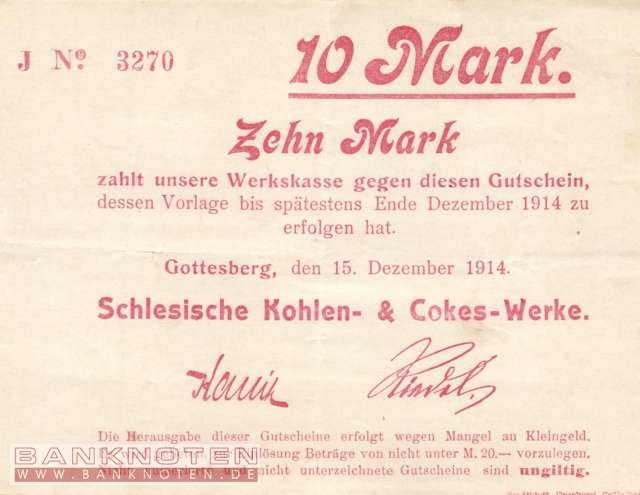 J Nº 3270
10 Mark.
Zehn Mark
zahlt unsere Werkskasse gegen diesen Gutschein,
dessen Vorlage bis spätestens Ende Dezember 1914 zu
erfolgen hat.
Gottesberg, den 15. Dezember 1914.
Schlesische Kohlen- & Cokes-Werke.
Riedel.
Die Herausgabe dieser Gutscheine erfolgt wegen Mangel an Kleingeld.
Beträge von nicht unter M. 20.— vorzulegen.
und nicht unterzeichnete Gutscheine sind ungiltig.
BANKNOTEN
WWW.BANKNOTEN.DE